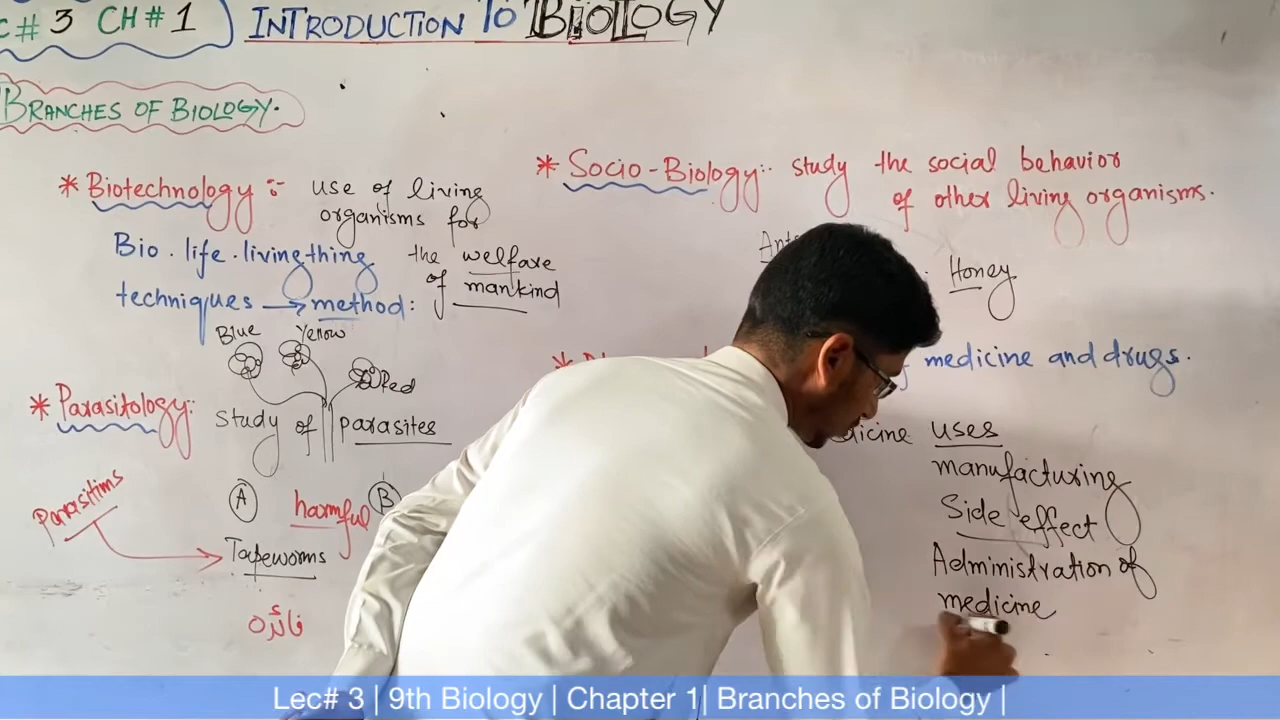 # 3 CH # 1 INTRODUCTION TO BIOLOGY
BRANCHES OF BIOLOGY.
* Biotechnology :- use of living
organisms for
the welfare
of mankind
Bio . life . living thing
techniques → method:
Blue Yellow
Red
* Parasitology: study of parasites
Parasitims
A harmful B
Tapeworms
فائدہ
* Socio-Biology: study the social behavior
of other living organisms.
Honey
medicine and drugs.
uses
manufacturing
Side effect
Administration of
medicine
Lec# 3 | 9th Biology | Chapter 1| Branches of Biology |